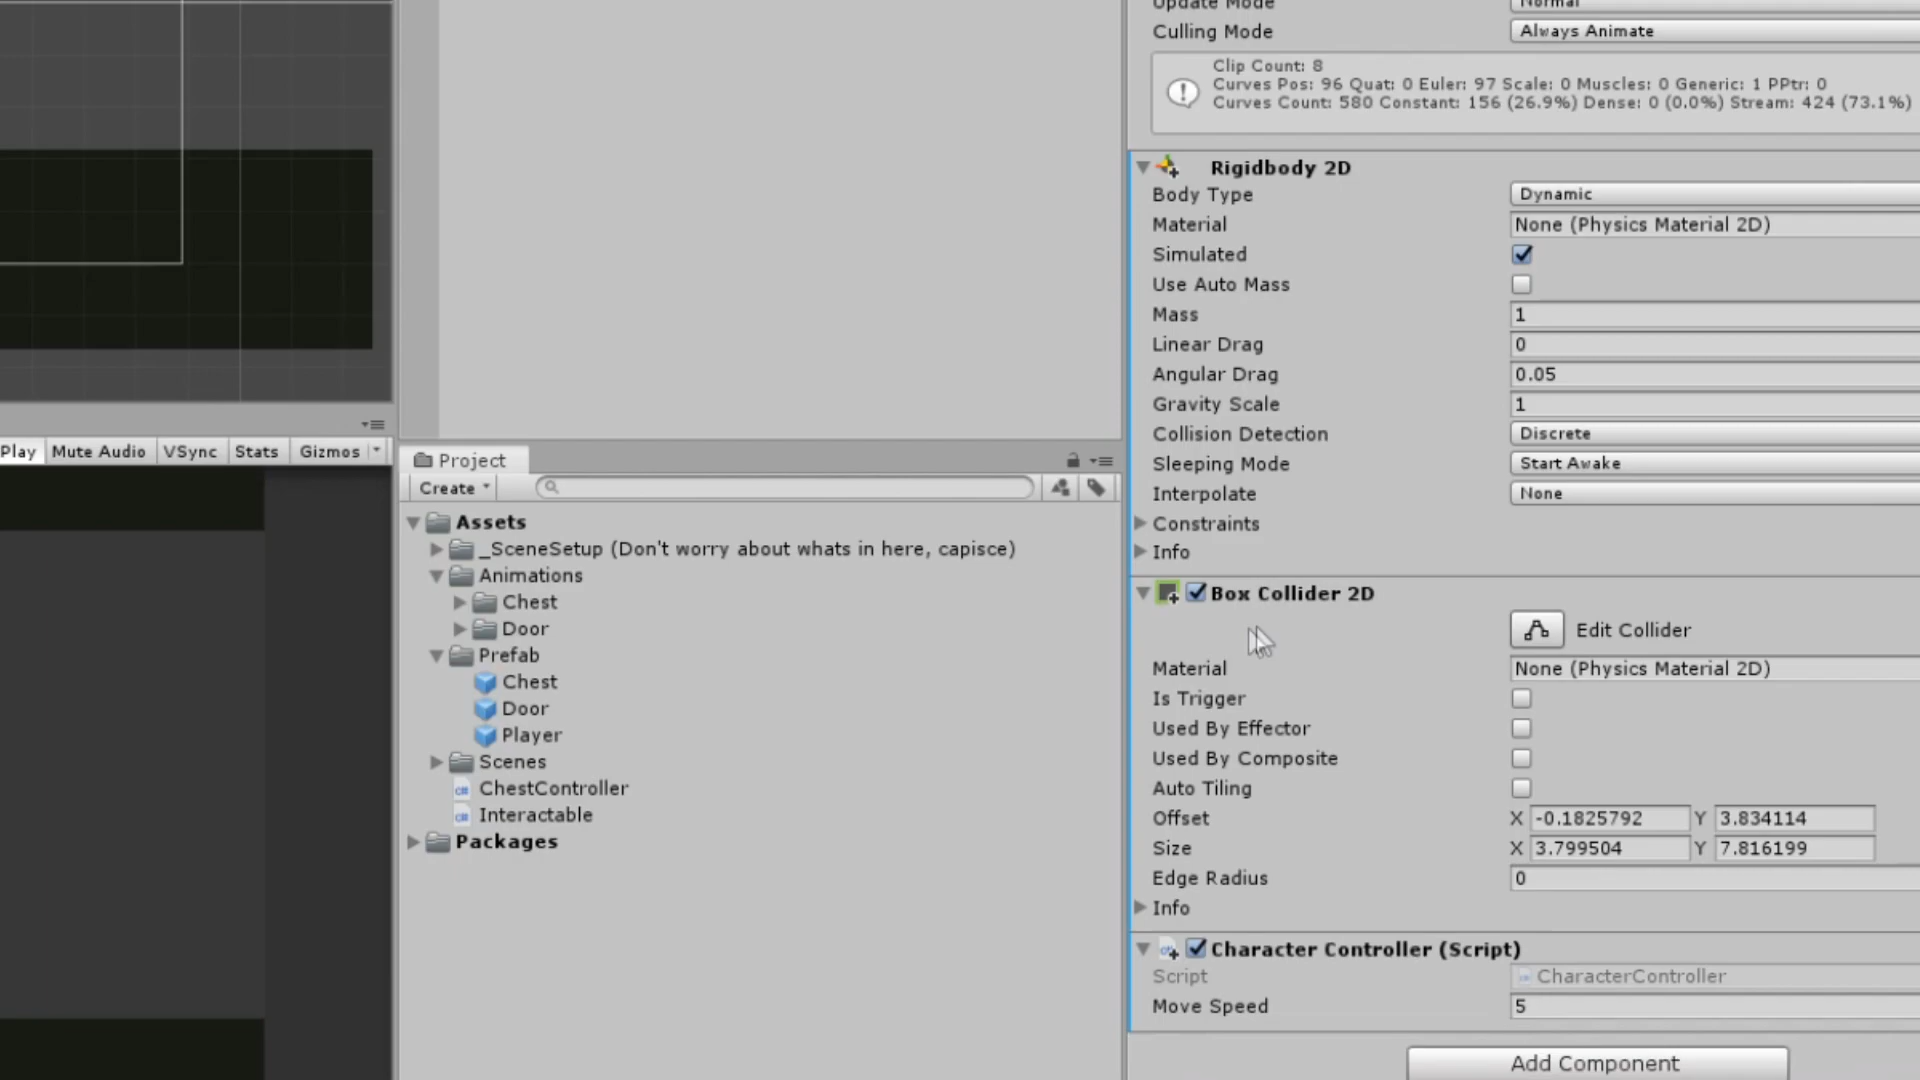 Update Mode Normal
Culling Mode Always Animate
Clip Count: 8
Curves Pos: 96 Quat: 0 Euler: 97 Scale: 0 Muscles: 0 Generic: 1 PPtr: 0
Curves Count: 580 Constant: 156 (26.9%) Dense: 0 (0.0%) Stream: 424 (73.1%)
Rigidbody 2D
Body Type Dynamic
Material None (Physics Material 2D)
Simulated
Use Auto Mass
Mass 1
Linear Drag 0
Angular Drag 0.05
Gravity Scale 1
Collision Detection Discrete
Sleeping Mode Start Awake
Interpolate None
Constraints
Info
Box Collider 2D
Edit Collider
Material None (Physics Material 2D)
Is Trigger
Used By Effector
Used By Composite
Auto Tiling
Offset X -0.1825792 Y 3.834114
Size X 3.799504 Y 7.816199
Edge Radius 0
Info
Character Controller (Script)
Script CharacterController
Move Speed 5
Add Component
Play Mute Audio VSync Stats Gizmos
Project
Create
Assets
_SceneSetup (Don't worry about whats in here, capisce)
Animations
Chest
Door
Prefab
Chest
Door
Player
Scenes
ChestController
Interactable
Packages